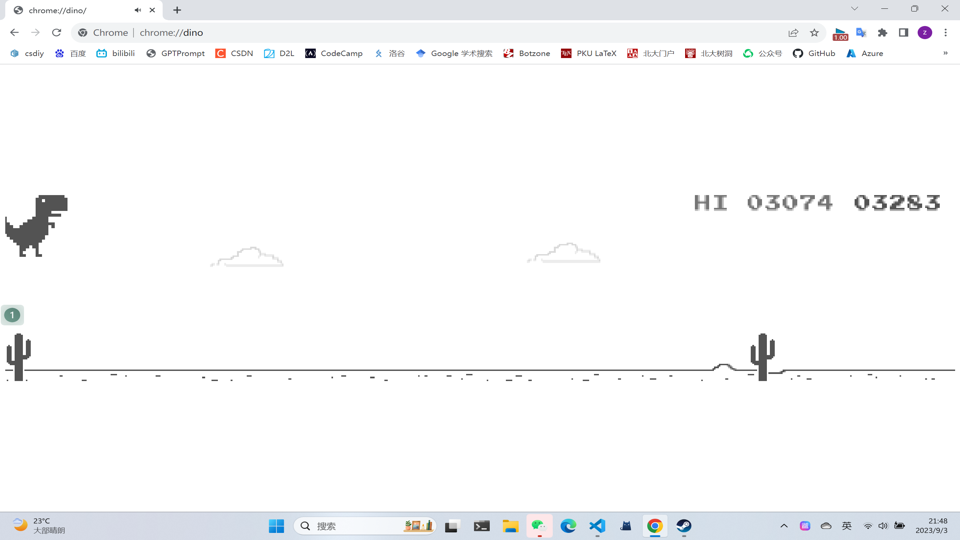 chrome://dino/
Chrome | chrome://dino
1.00
z
csdiy 百度 bilibili GPTPrompt CSDN D2L CodeCamp 洛谷 Google 学术搜索 Botzone PKU LaTeX 北大门户 北大树洞 公众号 GitHub Azure »
HI 03074 03283
1
23°C
大部晴朗
搜索
英
21:48
2023/9/3